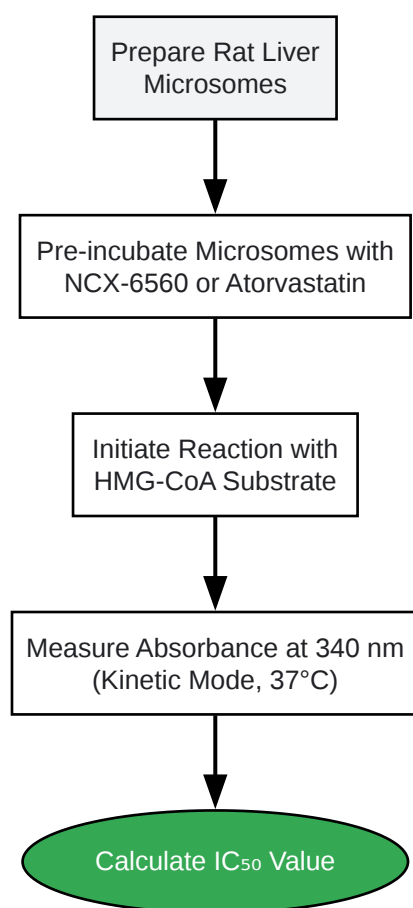 Prepare Rat Liver
Microsomes
Pre-incubate Microsomes with
NCX-6560 or Atorvastatin
Initiate Reaction with
HMG-CoA Substrate
Measure Absorbance at 340 nm
(Kinetic Mode, 37°C)
Calculate IC₅₀ Value